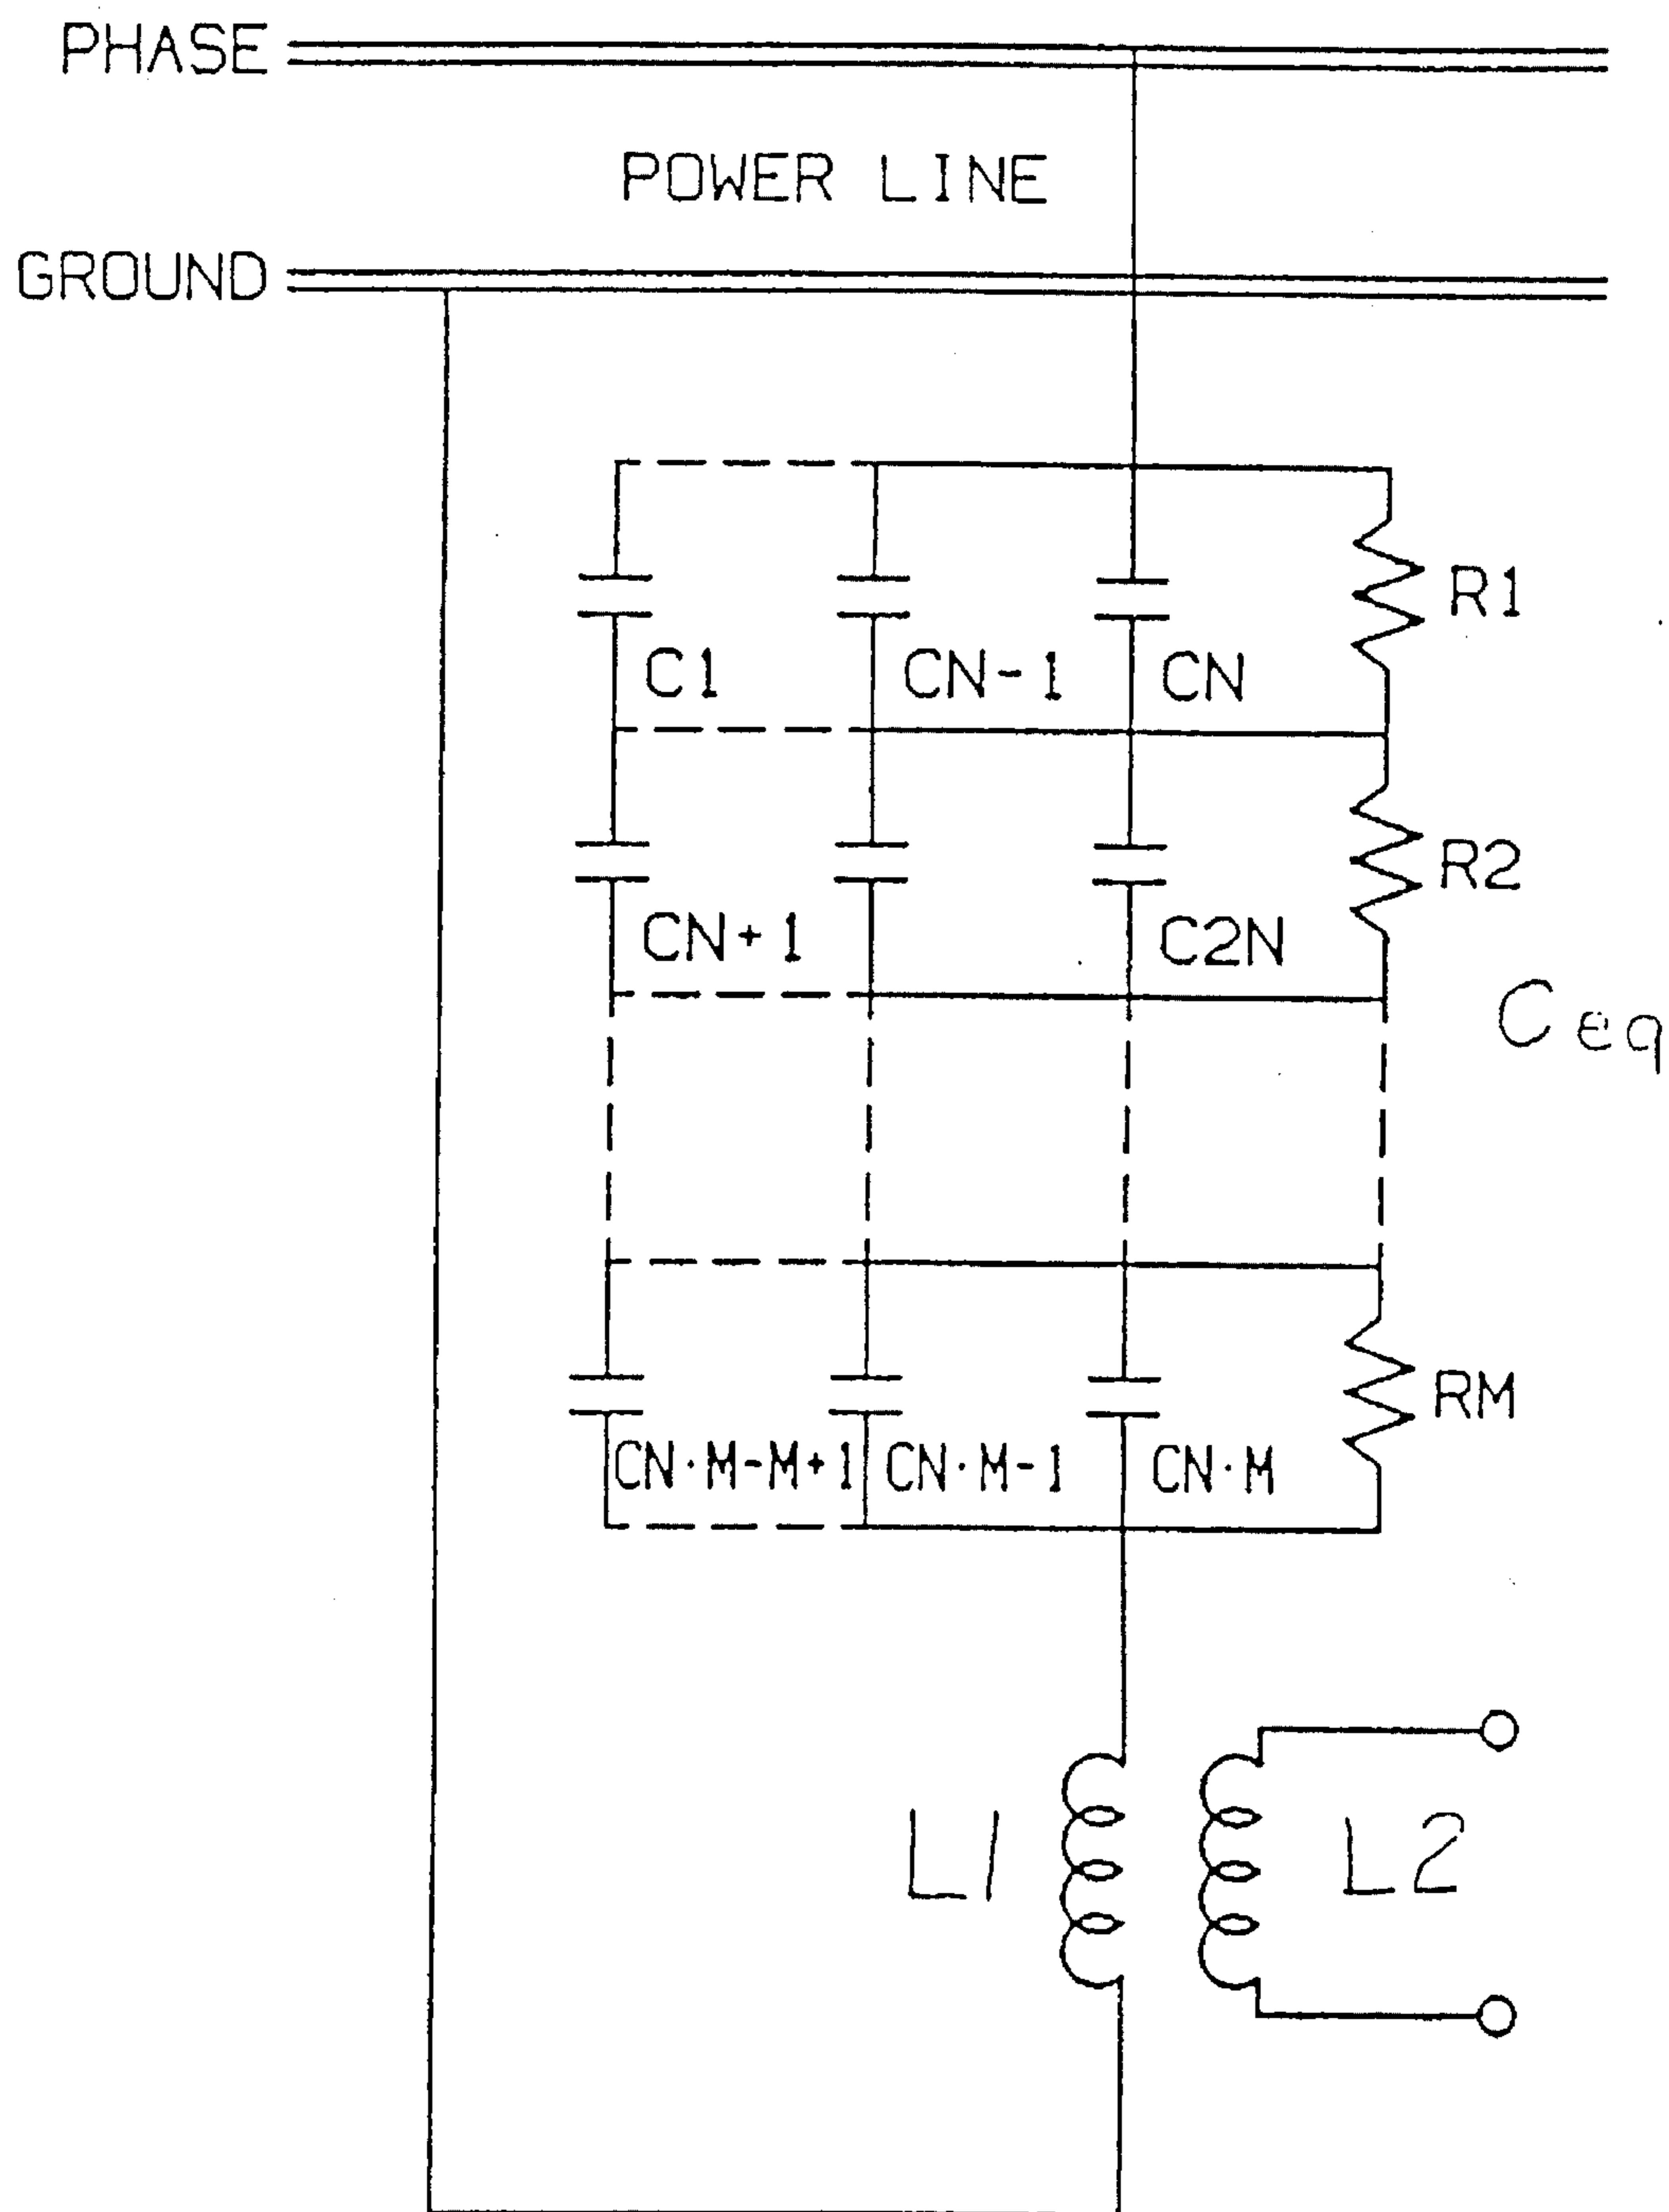 PHASE
POWER LINE
GROUND
R1
C1
CN-1
CN
R2
CN+1
C2N
Ceq
RM
CN·M-M+1
CN·M-1
CN·M
L1
L2